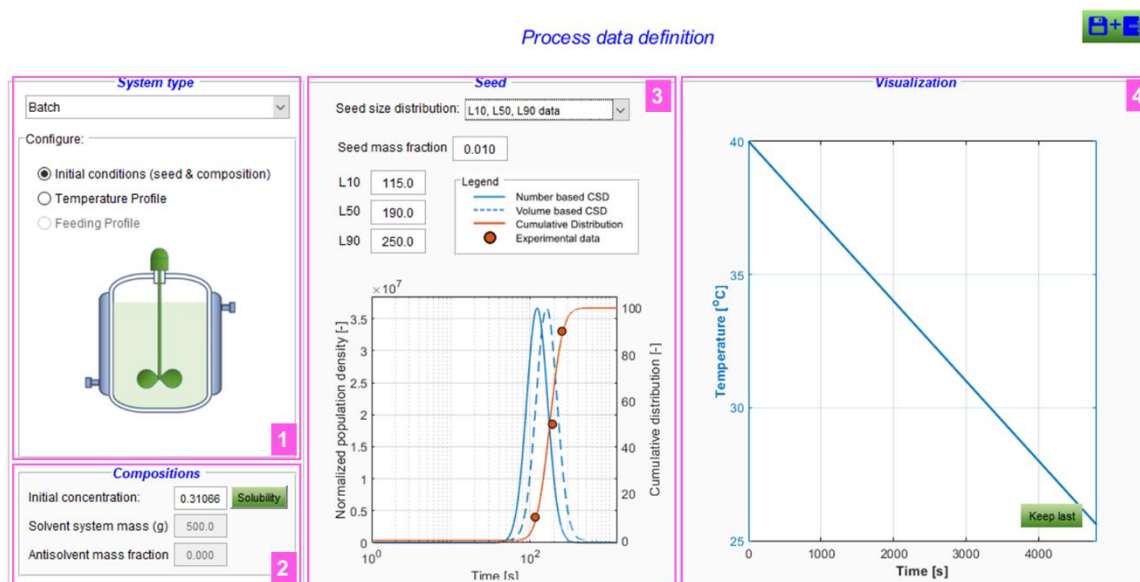 Process data definition
System type
Batch
Configure:
Initial conditions (seed & composition)
Temperature Profile
Feeding Profile
1
Compositions
Initial concentration:
0.31066
Solubility
Solvent system mass (g)
500.0
Antisolvent mass fraction
0.000
2
Seed
3
Seed size distribution:
L10, L50, L90 data
Seed mass fraction
0.010
L10
115.0
L50
190.0
L90
250.0
Legend
Number based CSD
Volume based CSD
Cumulative Distribution
Experimental data
×10⁷
3.5
3
2.5
2
1.5
1
0.5
0
Normalized population density [-]
100
80
60
40
20
0
Cumulative distribution [-]
10⁰
10²
Time [s]
Visualization
4
40
35
30
25
Temperature [°C]
Keep last
0
1000
2000
3000
4000
Time [s]